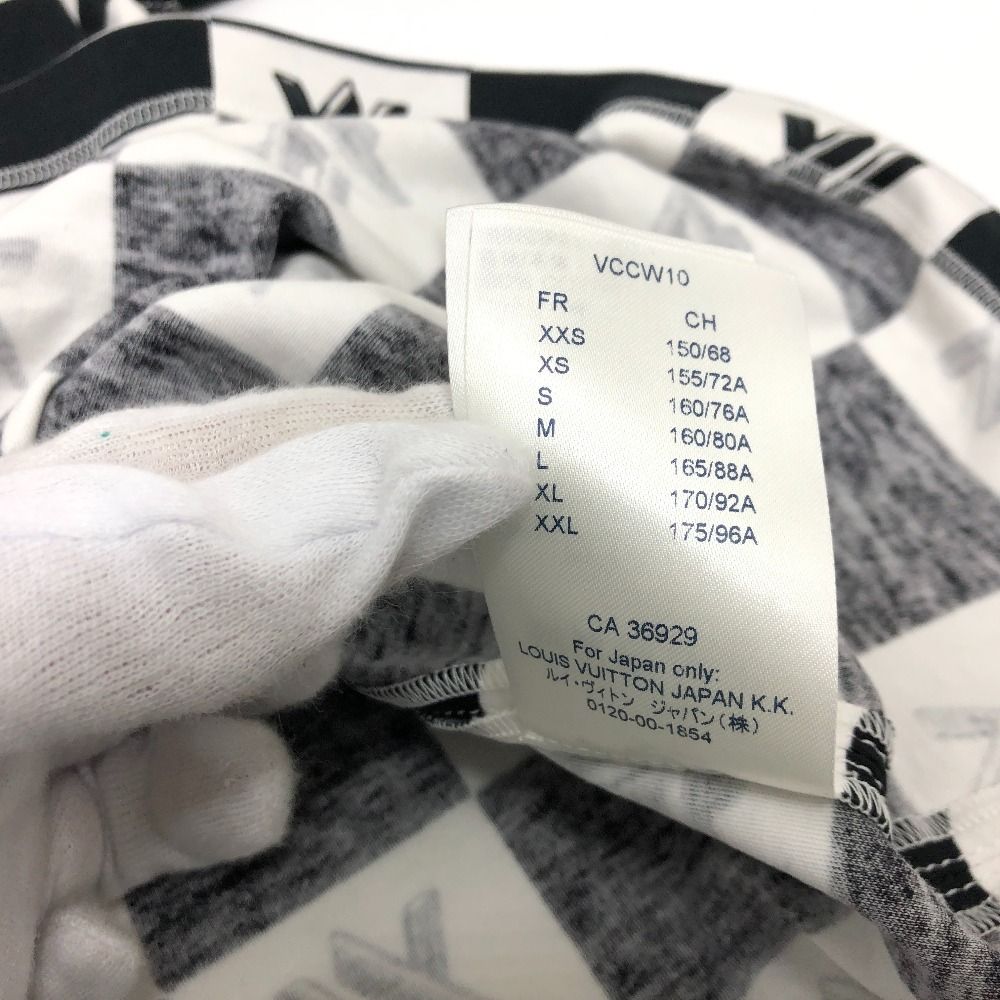 VCCW10
FR CH
XXS 150/68
XS 155/72A
S 160/76A
M 160/80A
L 165/88A
XL 170/92A
XXL 175/96A
CA 36929
For Japan only:
LOUIS VUITTON JAPAN K.K.
ルイ・ヴィトン ジャパン(株)
0120-00-1854